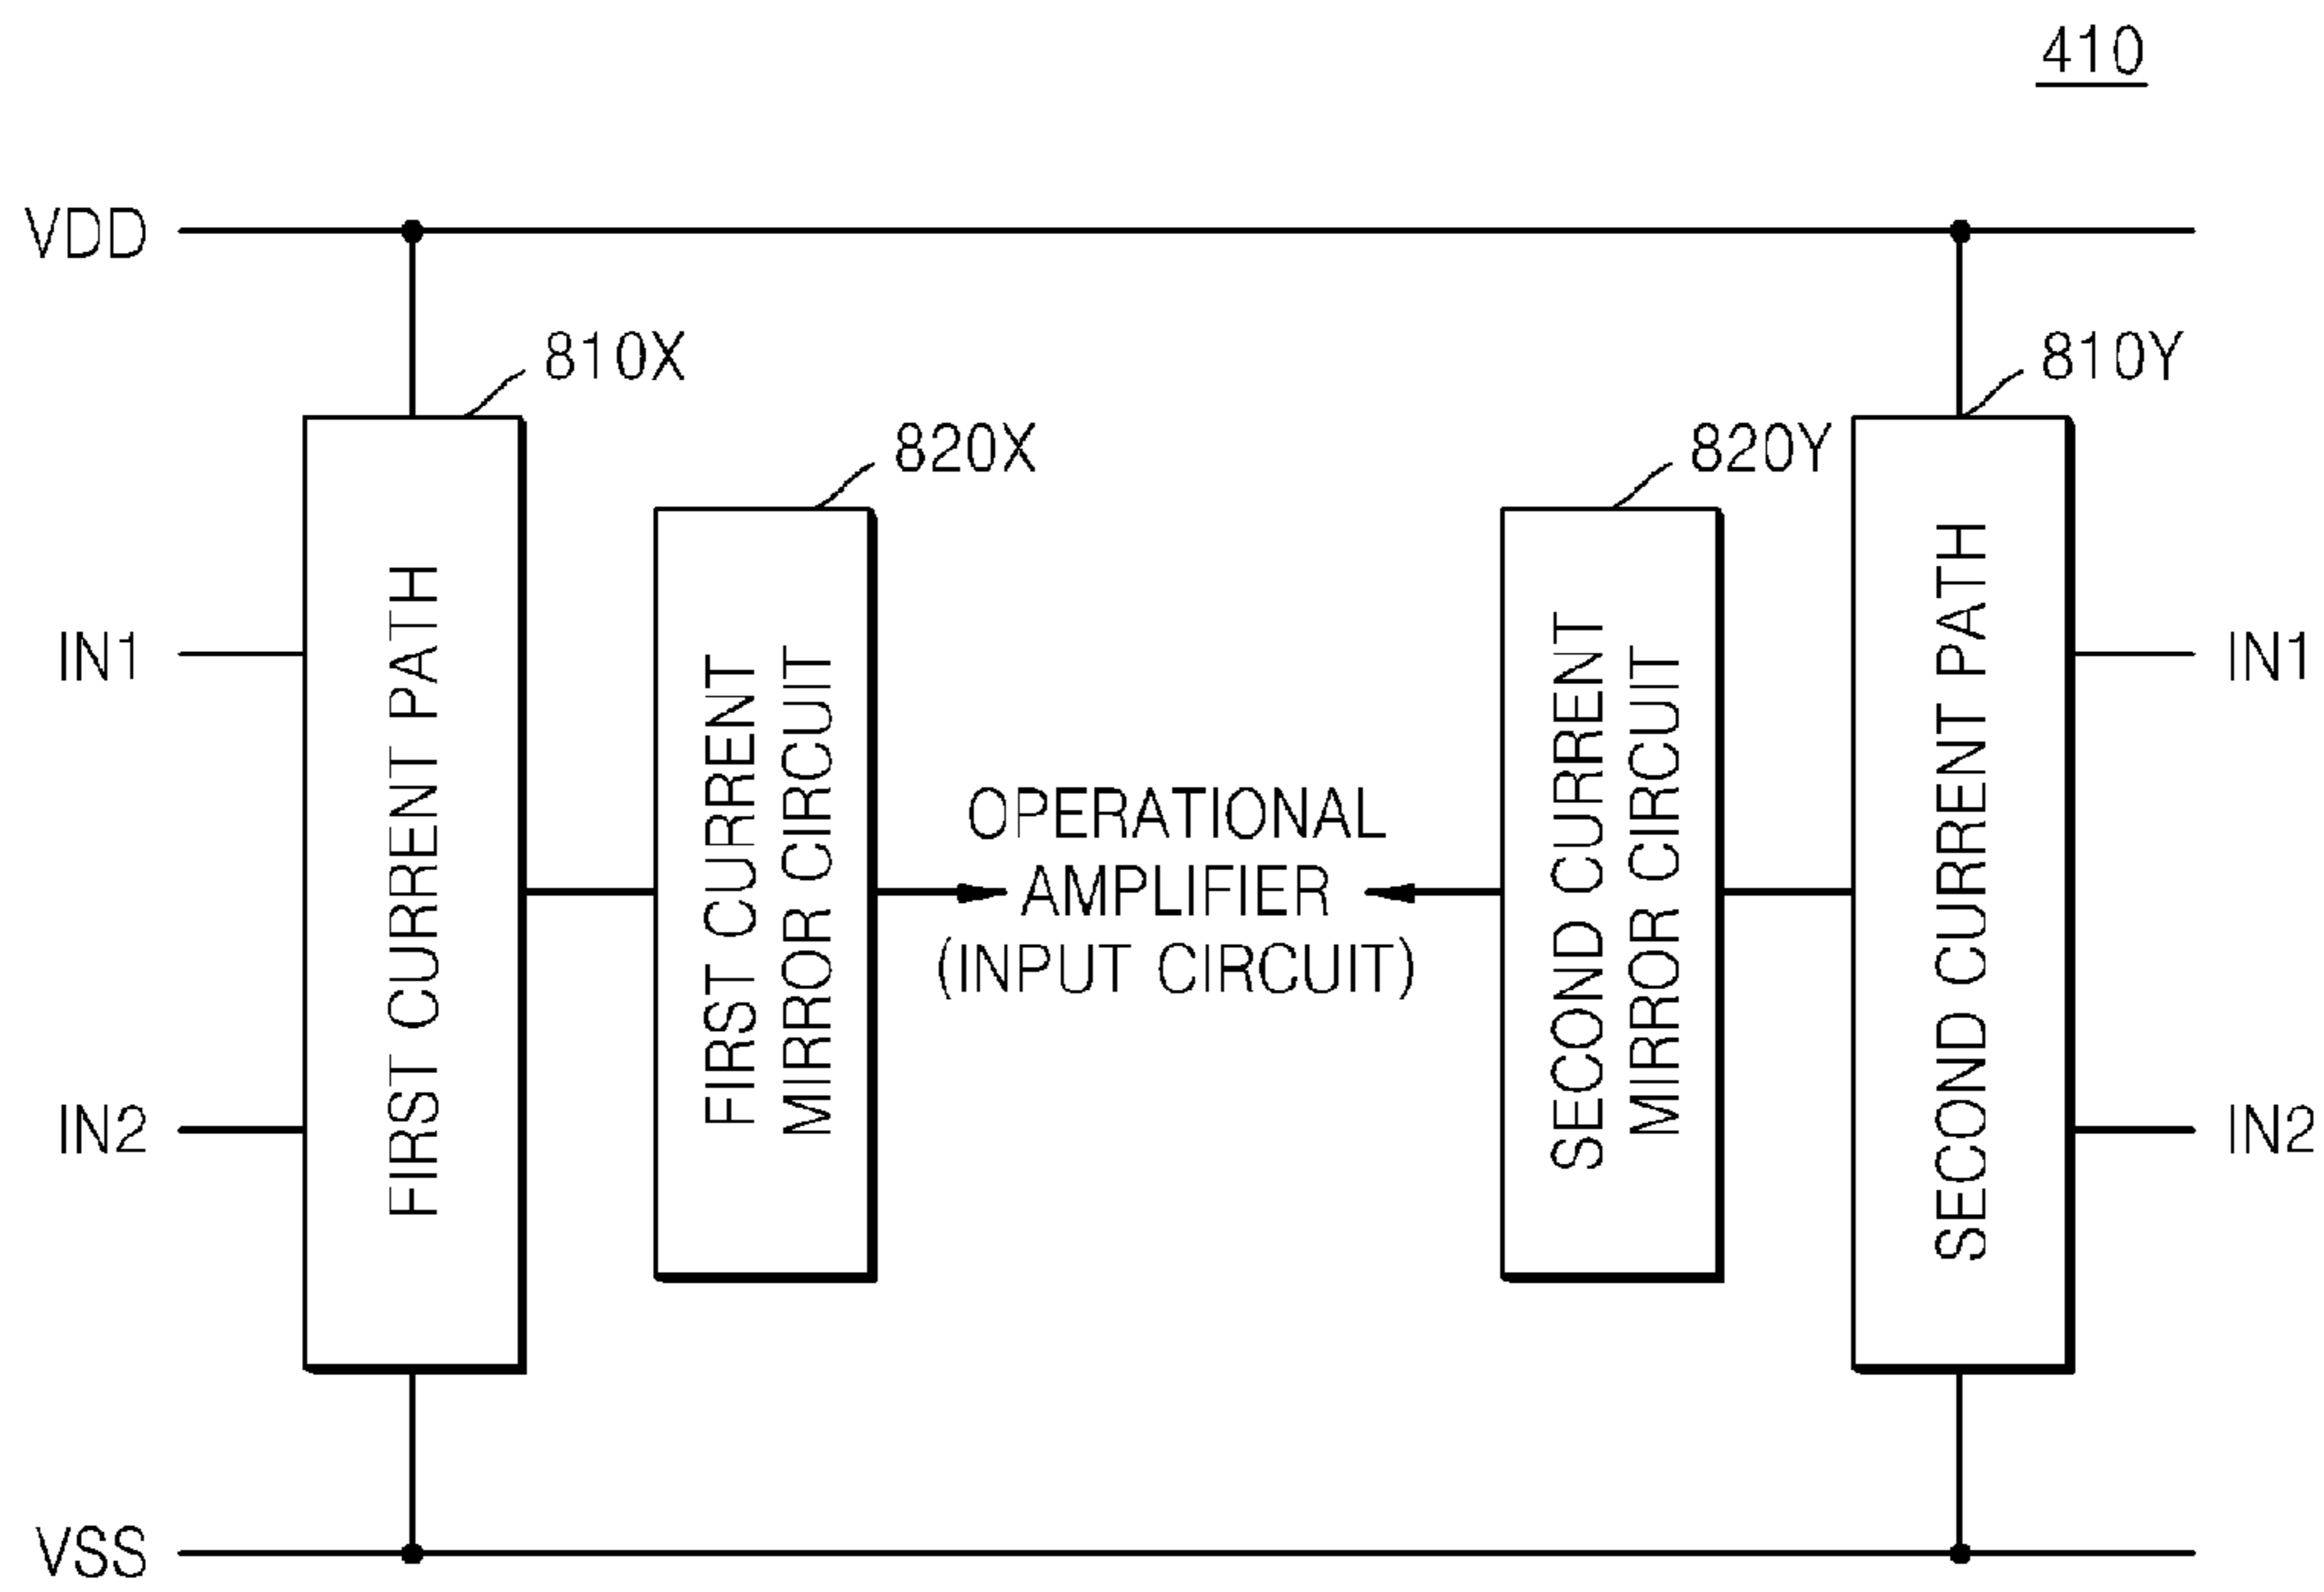 410
VDD
810X
810Y
820X
820Y
IN1
IN1
FIRST CURRENT PATH
FIRST CURRENT
MIRROR CIRCUIT
OPERATIONAL
AMPLIFIER
(INPUT CIRCUIT)
SECOND CURRENT
MIRROR CIRCUIT
SECOND CURRENT PATH
IN2
IN2
VSS